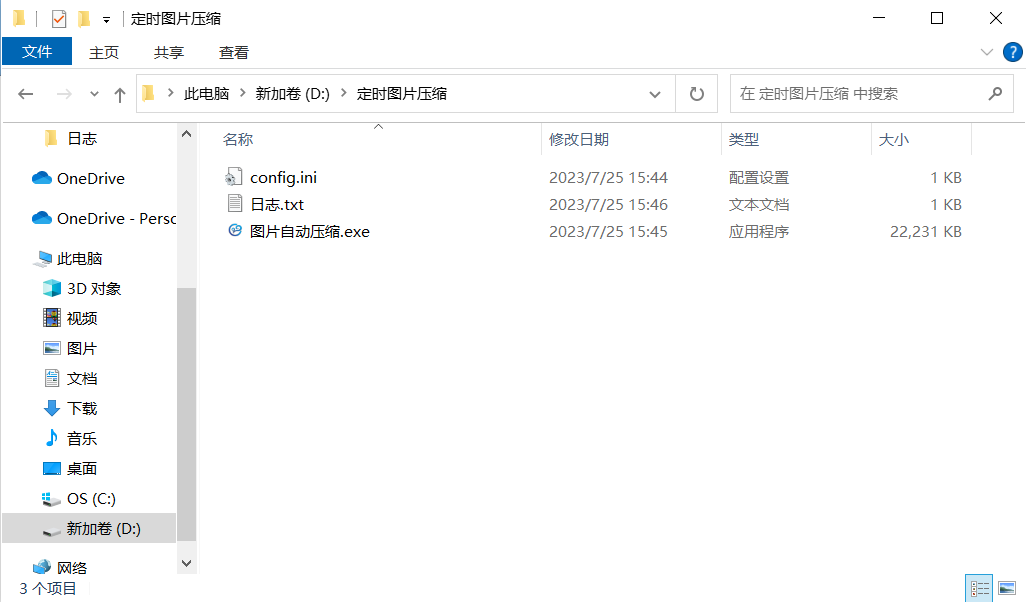 定时图片压缩
文件 主页 共享 查看
此电脑 新加卷 (D:) 定时图片压缩 在 定时图片压缩 中搜索
日志
OneDrive
OneDrive - Persc
此电脑
3D 对象
视频
图片
文档
下载
音乐
桌面
OS (C:)
新加卷 (D:)
网络
名称 修改日期 类型 大小
config.ini 2023/7/25 15:44 配置设置 1 KB
日志.txt 2023/7/25 15:46 文本文档 1 KB
图片自动压缩.exe 2023/7/25 15:45 应用程序 22,231 KB
3 个项目